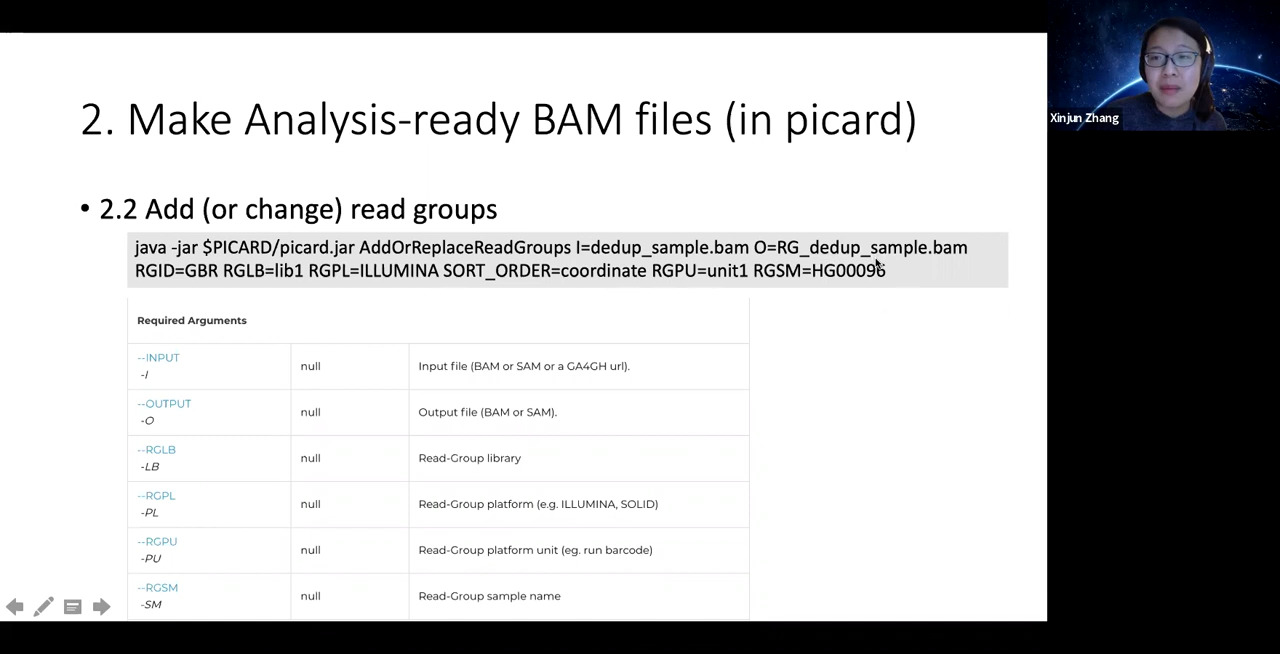 2. Make Analysis-ready BAM files (in picard)
Xinjun Zhang
• 2.2 Add (or change) read groups
java -jar $PICARD/picard.jar AddOrReplaceReadGroups I=dedup_sample.bam O=RG_dedup_sample.bam
RGID=GBR RGLB=lib1 RGPL=ILLUMINA SORT_ORDER=coordinate RGPU=unit1 RGSM=HG00096
Required Arguments
--INPUT
-I
null
Input file (BAM or SAM or a GA4GH url).
--OUTPUT
-O
null
Output file (BAM or SAM).
--RGLB
-LB
null
Read-Group library
--RGPL
-PL
null
Read-Group platform (e.g. ILLUMINA, SOLID)
--RGPU
-PU
null
Read-Group platform unit (eg. run barcode)
--RGSM
-SM
null
Read-Group sample name